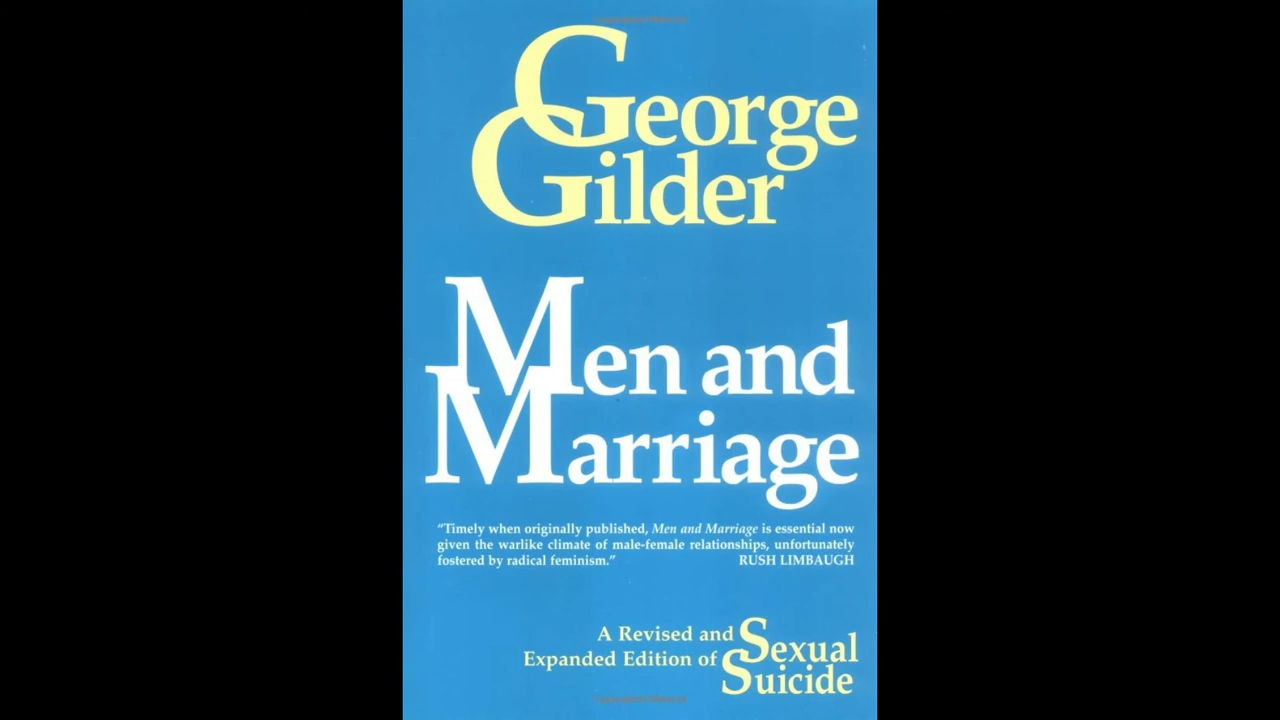 George
Gilder
Men and
Marriage
“Timely when originally published, Men and Marriage is essential now
given the warlike climate of male-female relationships, unfortunately
fostered by radical feminism.” RUSH LIMBAUGH
A Revised and Sexual
Expanded Edition of Suicide